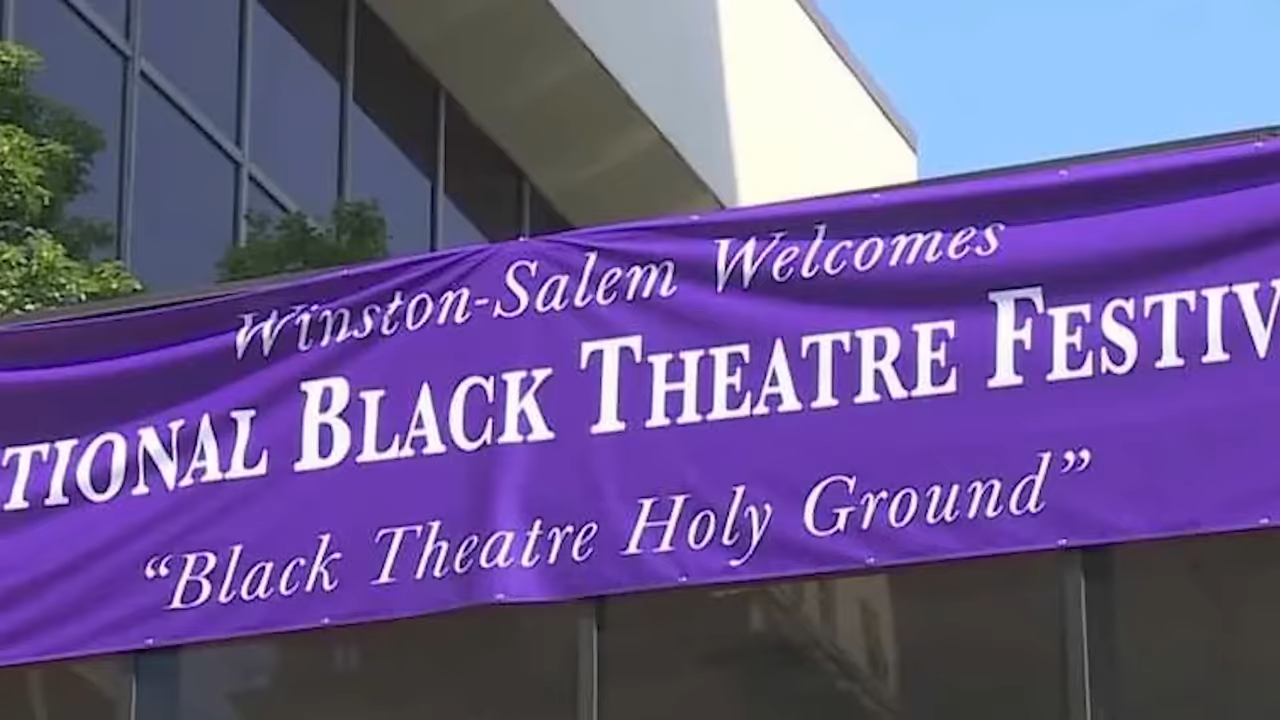 Winston-Salem Welcomes
TIONAL BLACK THEATRE FESTIV
“Black Theatre Holy Ground”